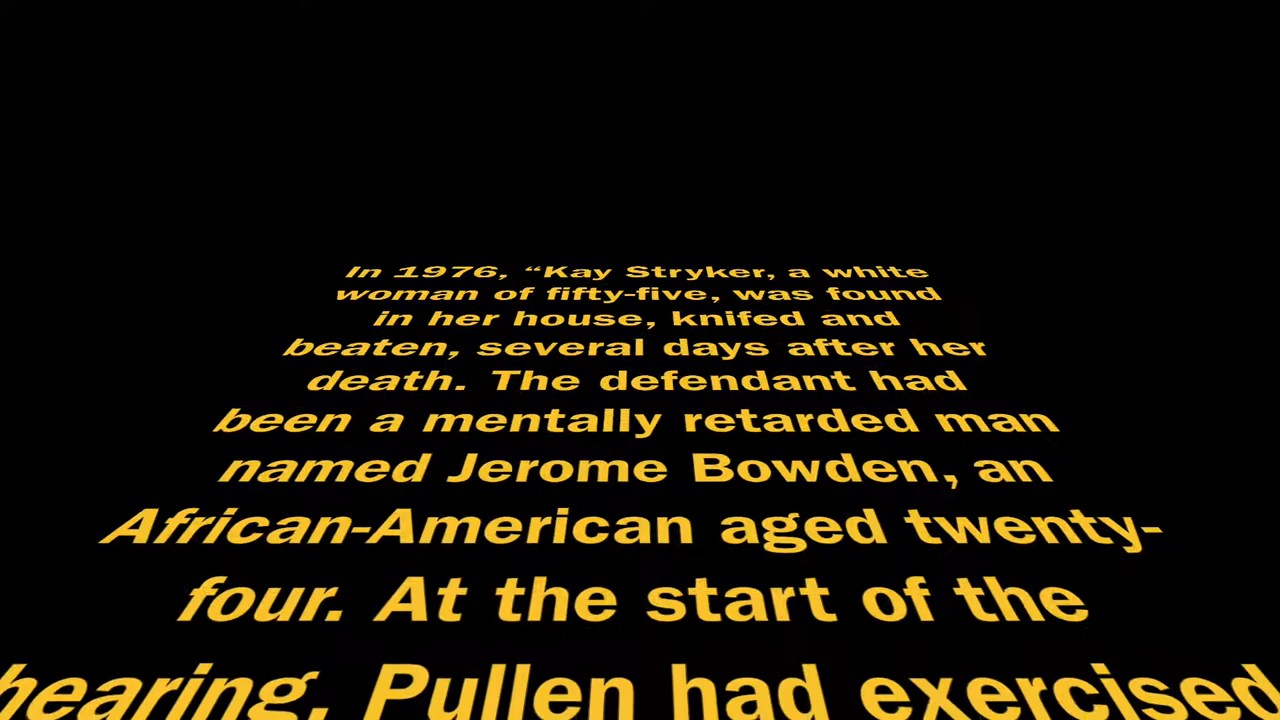 In 1976, “Kay Stryker, a white
woman of fifty-five, was found
in her house, knifed and
beaten, several days after her
death. The defendant had
been a mentally retarded man
named Jerome Bowden, an
African-American aged twenty-
four. At the start of the
hearing, Pullen had exercised